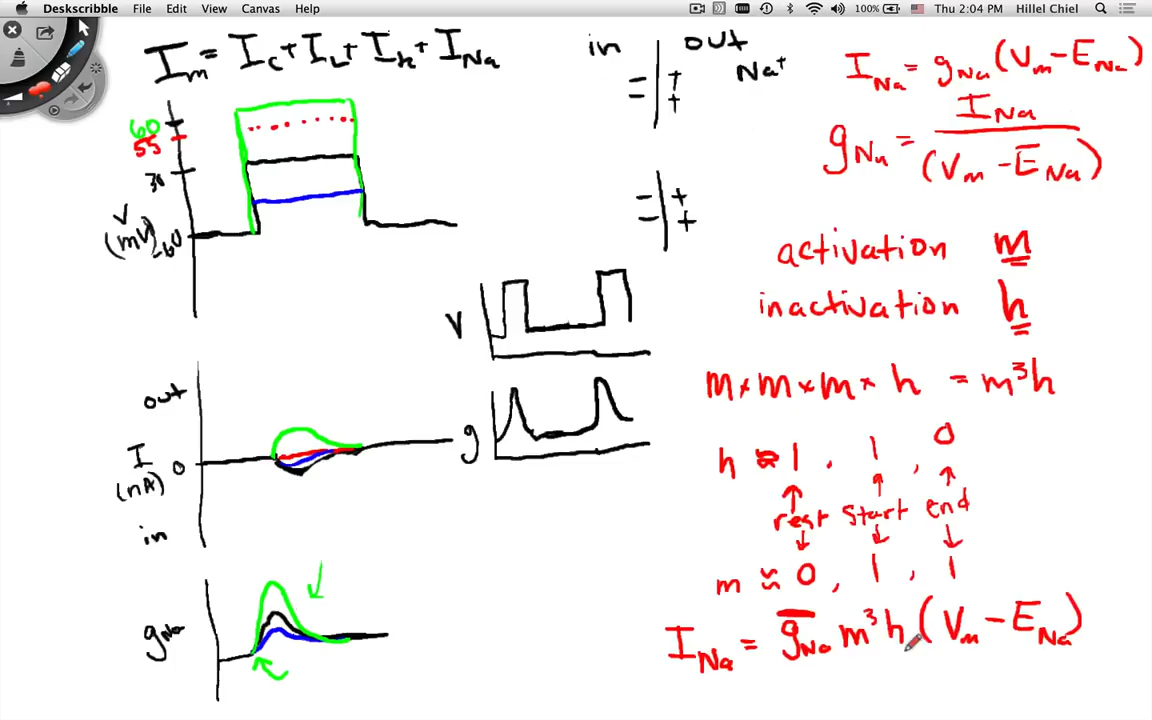 Deskscribble File Edit View Canvas Help 100% Thu 2:04 PM Hillel Chiel
Im = Ic + IL + Ik + INa
60
55
30
V
(mV)
-60
in out
Na+
= +
+
- +
= +
INa = gNa (Vm - ENa)
gNa = INa
(Vm - ENa)
activation m
inactivation h
V
g
m × m × m × h = m³h
h ≈ 1, 1, 0
rest start end
m ≈ 0, 1, 1
INa = gNa m³h (Vm - ENa)
out
I 0
(nA)
in
gNa